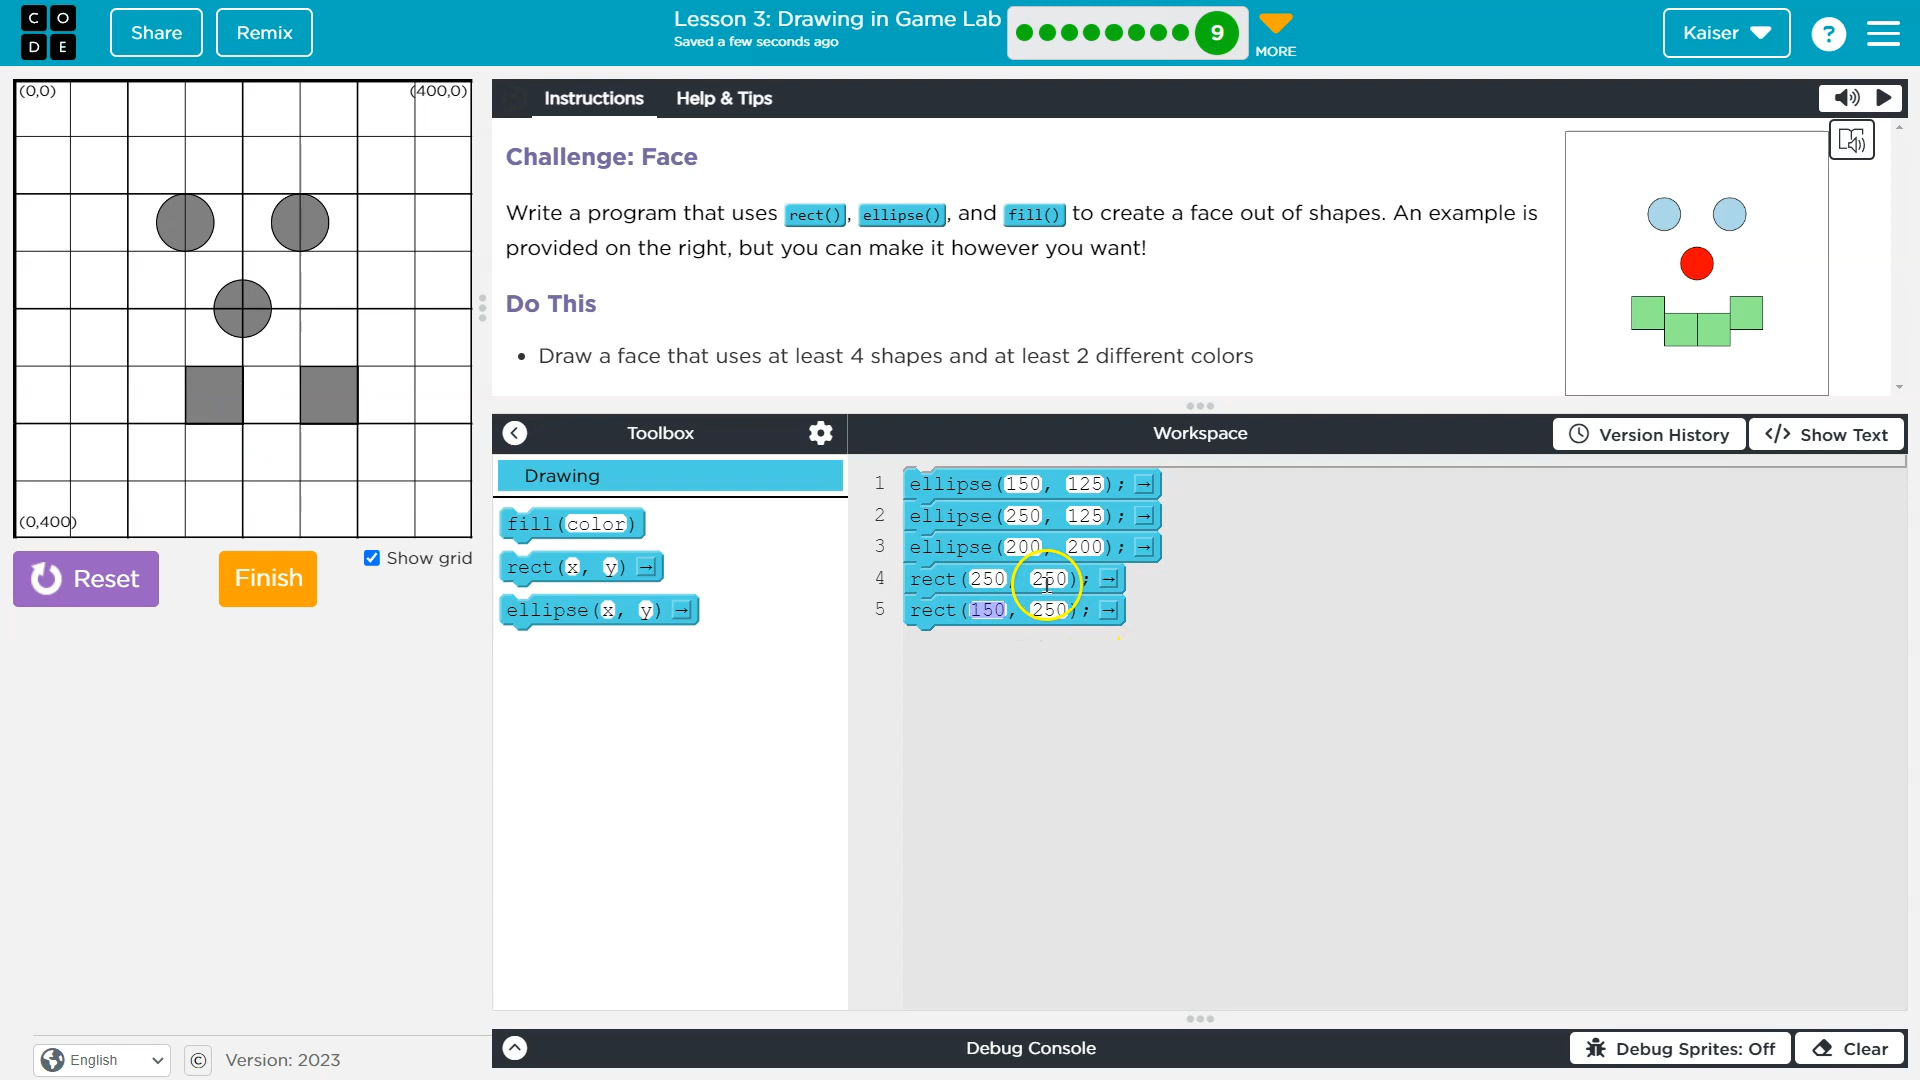 C O
D E
Share
Remix
Lesson 3: Drawing in Game Lab
Saved a few seconds ago
9
MORE
Kaiser
?
(0,0)
(400,0)
(0,400)
Reset
Finish
Show grid
Instructions
Help & Tips
Challenge: Face
Write a program that uses rect(), ellipse(), and fill() to create a face out of shapes. An example is
provided on the right, but you can make it however you want!
Do This
• Draw a face that uses at least 4 shapes and at least 2 different colors
Toolbox
Workspace
Version History
</> Show Text
Drawing
fill(color)
rect(x, y) →
ellipse(x, y) →
1 ellipse(150, 125); →
2 ellipse(250, 125); →
3 ellipse(200, 200); →
4 rect(250, 250); →
5 rect(150, 250); →
English
©
Version: 2023
Debug Console
Debug Sprites: Off
Clear